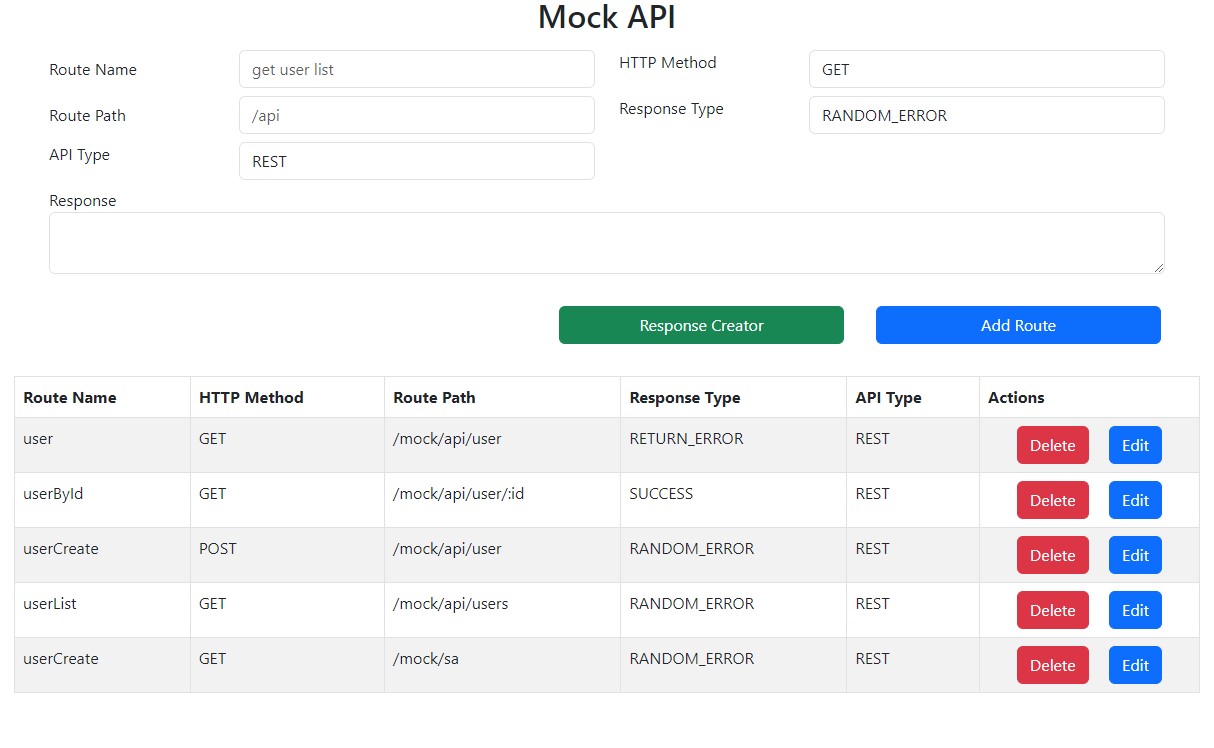 Mock API
Route Name get user list HTTP Method GET
Route Path /api Response Type RANDOM_ERROR
API Type REST
Response
Response Creator Add Route
Route Name HTTP Method Route Path Response Type API Type Actions
user GET /mock/api/user RETURN_ERROR REST Delete Edit
userById GET /mock/api/user/:id SUCCESS REST Delete Edit
userCreate POST /mock/api/user RANDOM_ERROR REST Delete Edit
userList GET /mock/api/users RANDOM_ERROR REST Delete Edit
userCreate GET /mock/sa RANDOM_ERROR REST Delete Edit